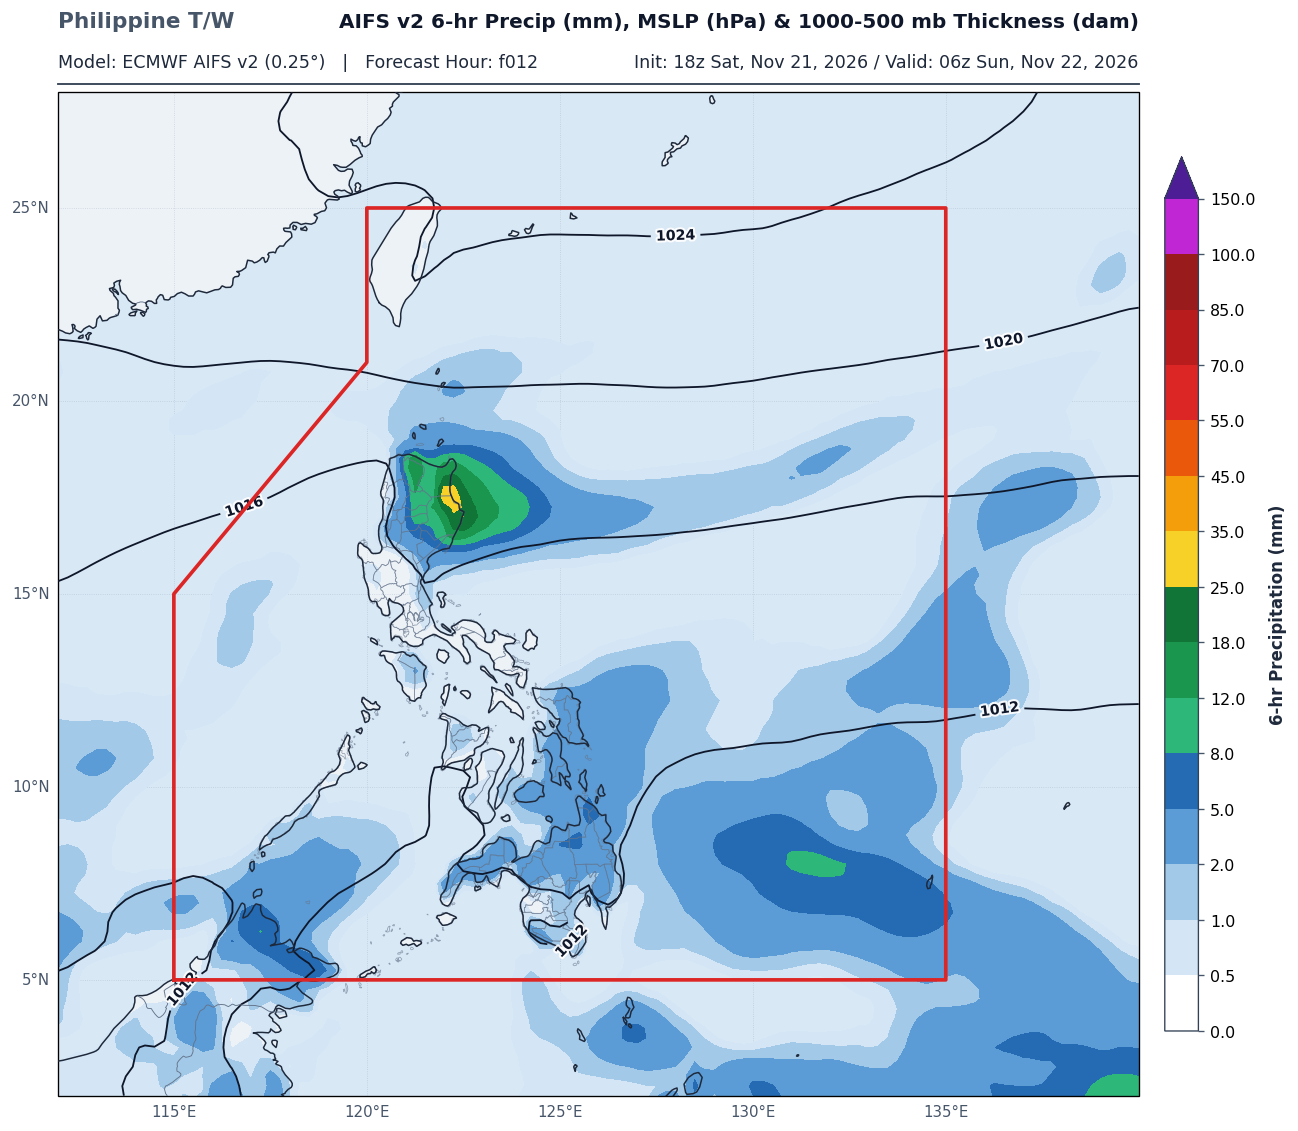 Philippine T/W
AIFS v2 6-hr Precip (mm), MSLP (hPa) & 1000-500 mb Thickness (dam)
Model: ECMWF AIFS v2 (0.25°)   |   Forecast Hour: f012
Init: 18z Sat, Nov 21, 2026 / Valid: 06z Sun, Nov 22, 2026
25°N
20°N
15°N
10°N
5°N
1024
1020
1016
1012
1012
1012
115°E
120°E
125°E
130°E
135°E
150.0
100.0
85.0
70.0
55.0
45.0
35.0
25.0
18.0
12.0
8.0
5.0
2.0
1.0
0.5
0.0
6-hr Precipitation (mm)